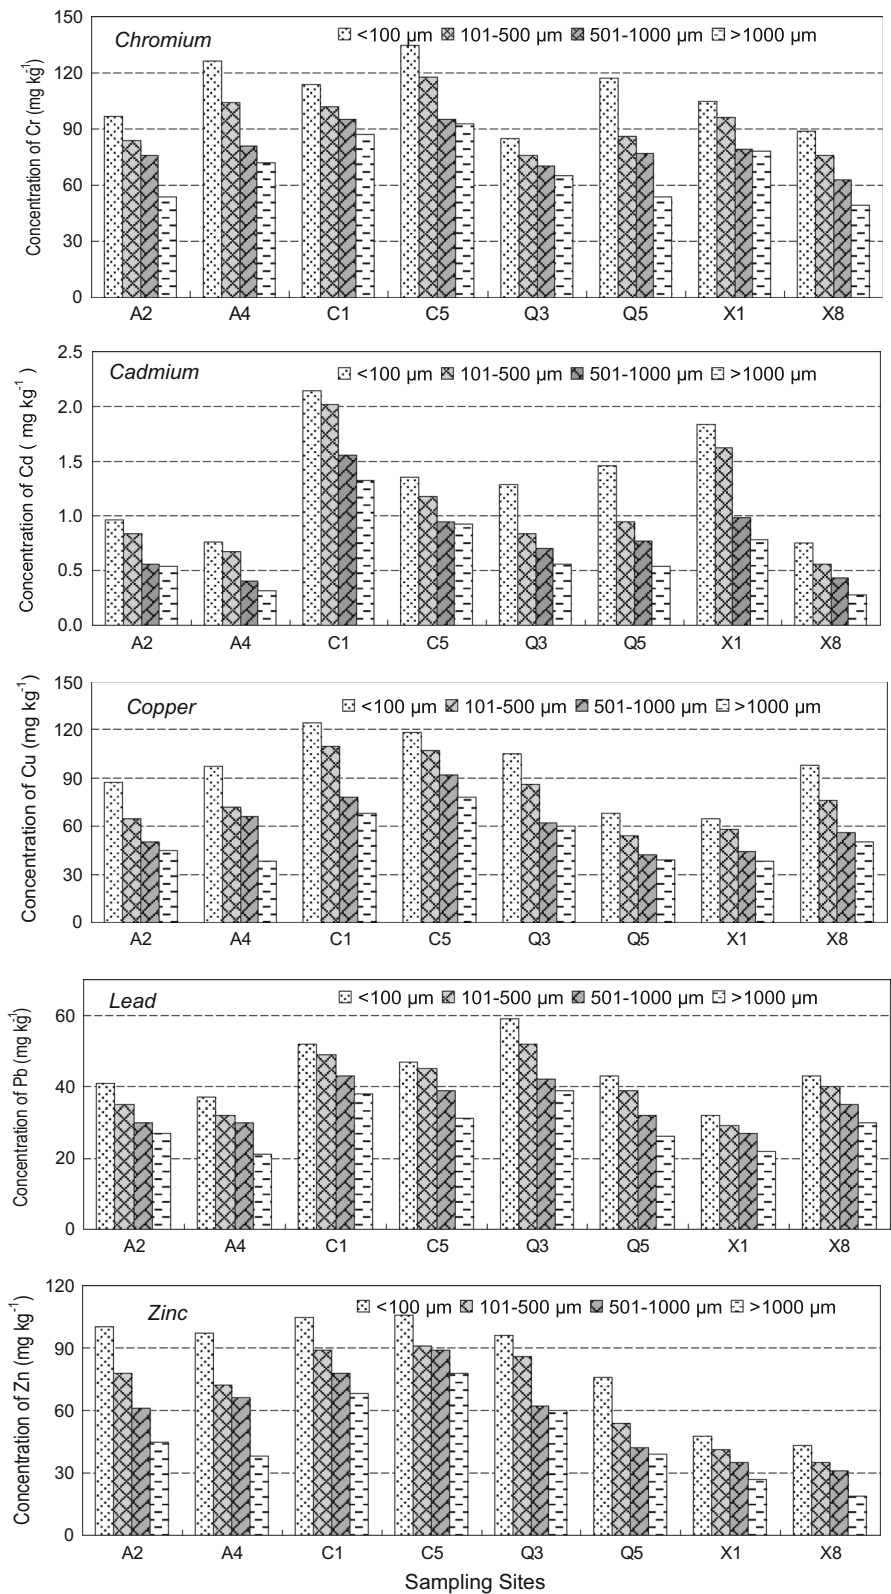 150
Chromium
<100 µm 101-500 µm 501-1000 µm >1000 µm
120
90
60
30
0
Concentration of Cr (mg kg-1)
A2 A4 C1 C5 Q3 Q5 X1 X8
2.5
Cadmium
<100 µm 101-500 µm 501-1000 µm >1000 µm
2.0
1.5
1.0
0.5
0.0
Concentration of Cd ( mg kg-1 )
A2 A4 C1 C5 Q3 Q5 X1 X8
150
Copper
<100 µm 101-500 µm 501-1000 µm >1000 µm
120
90
60
30
0
Concentration of Cu (mg kg-1)
A2 A4 C1 C5 Q3 Q5 X1 X8
Lead
<100 µm 101-500 µm 501-1000 µm >1000 µm
60
40
20
0
Concentration of Pb (mg kg-1)
A2 A4 C1 C5 Q3 Q5 X1 X8
120
Zinc
<100 µm 101-500 µm 501-1000 µm >1000 µm
90
60
30
0
Concentration of Zn (mg kg-1)
A2 A4 C1 C5 Q3 Q5 X1 X8
Sampling Sites